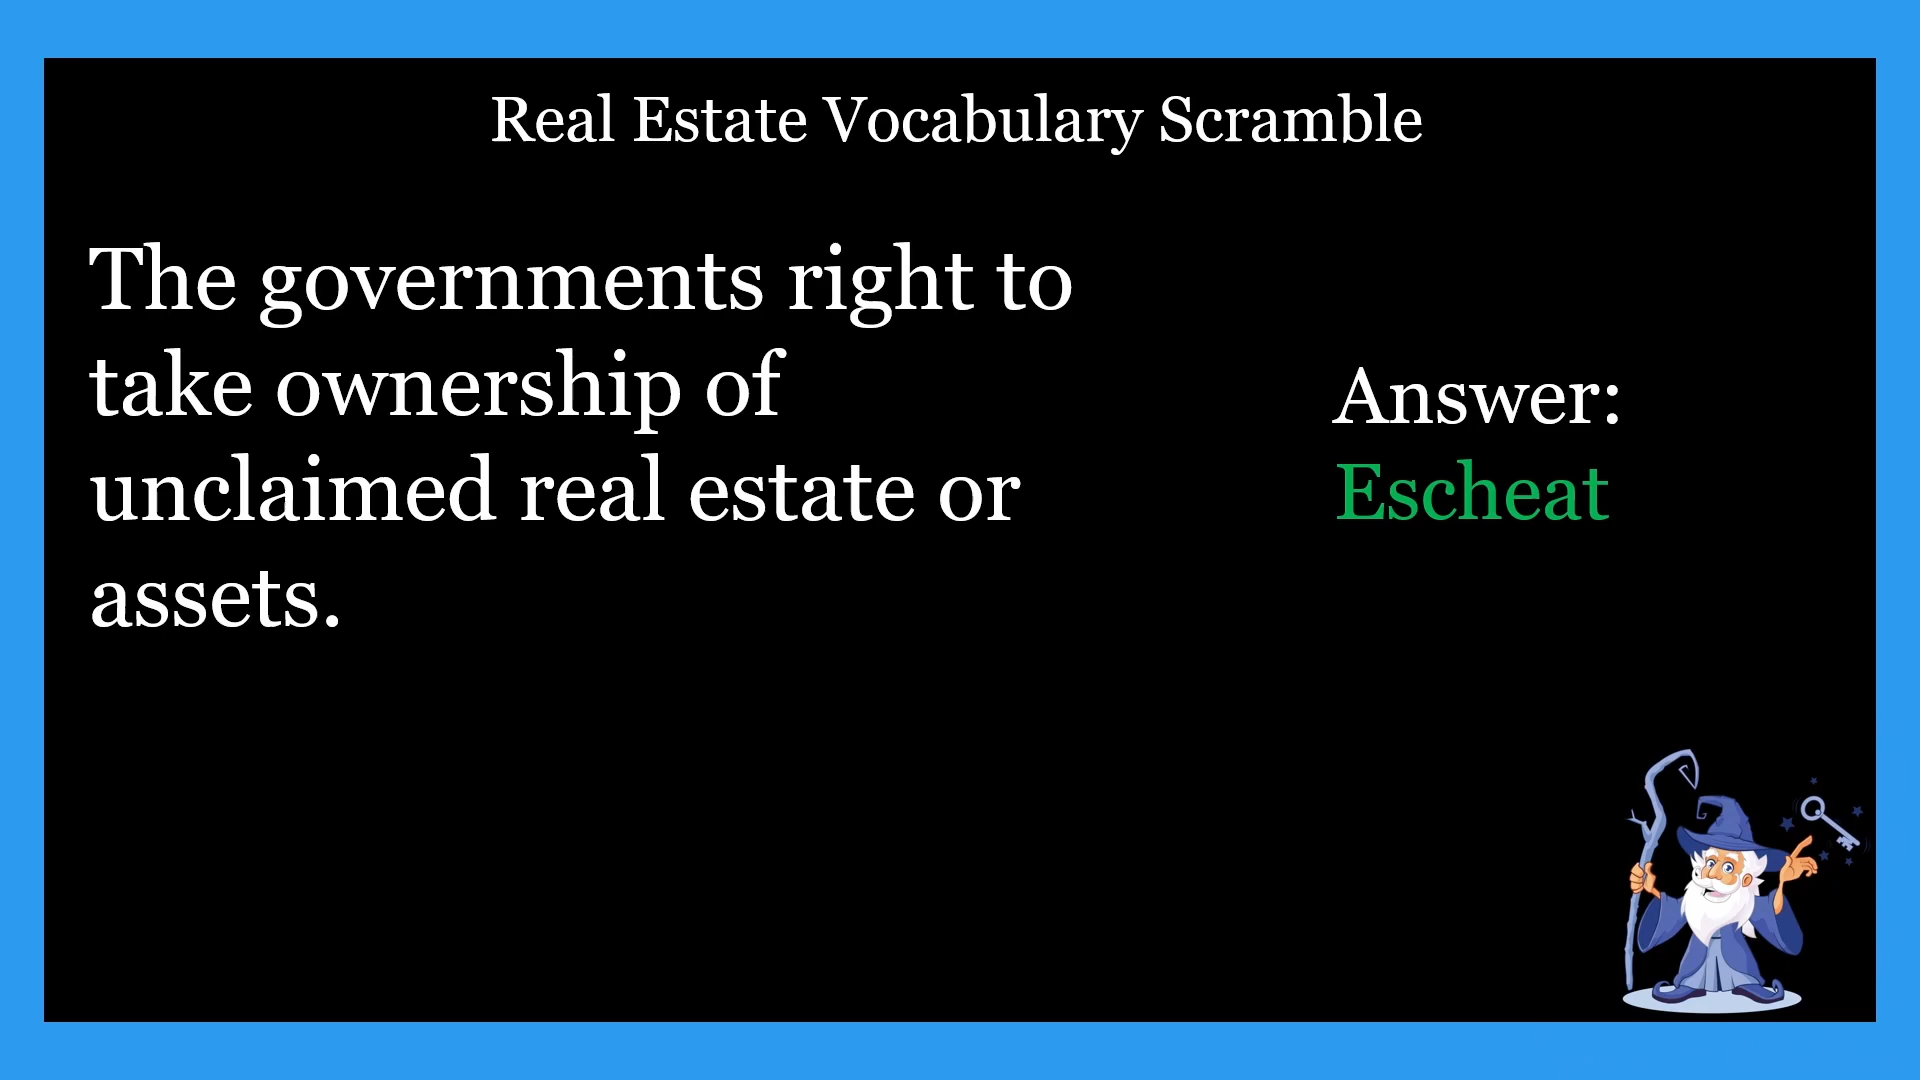 Real Estate Vocabulary Scramble
The governments right to
take ownership of
unclaimed real estate or
assets.
Answer:
Escheat